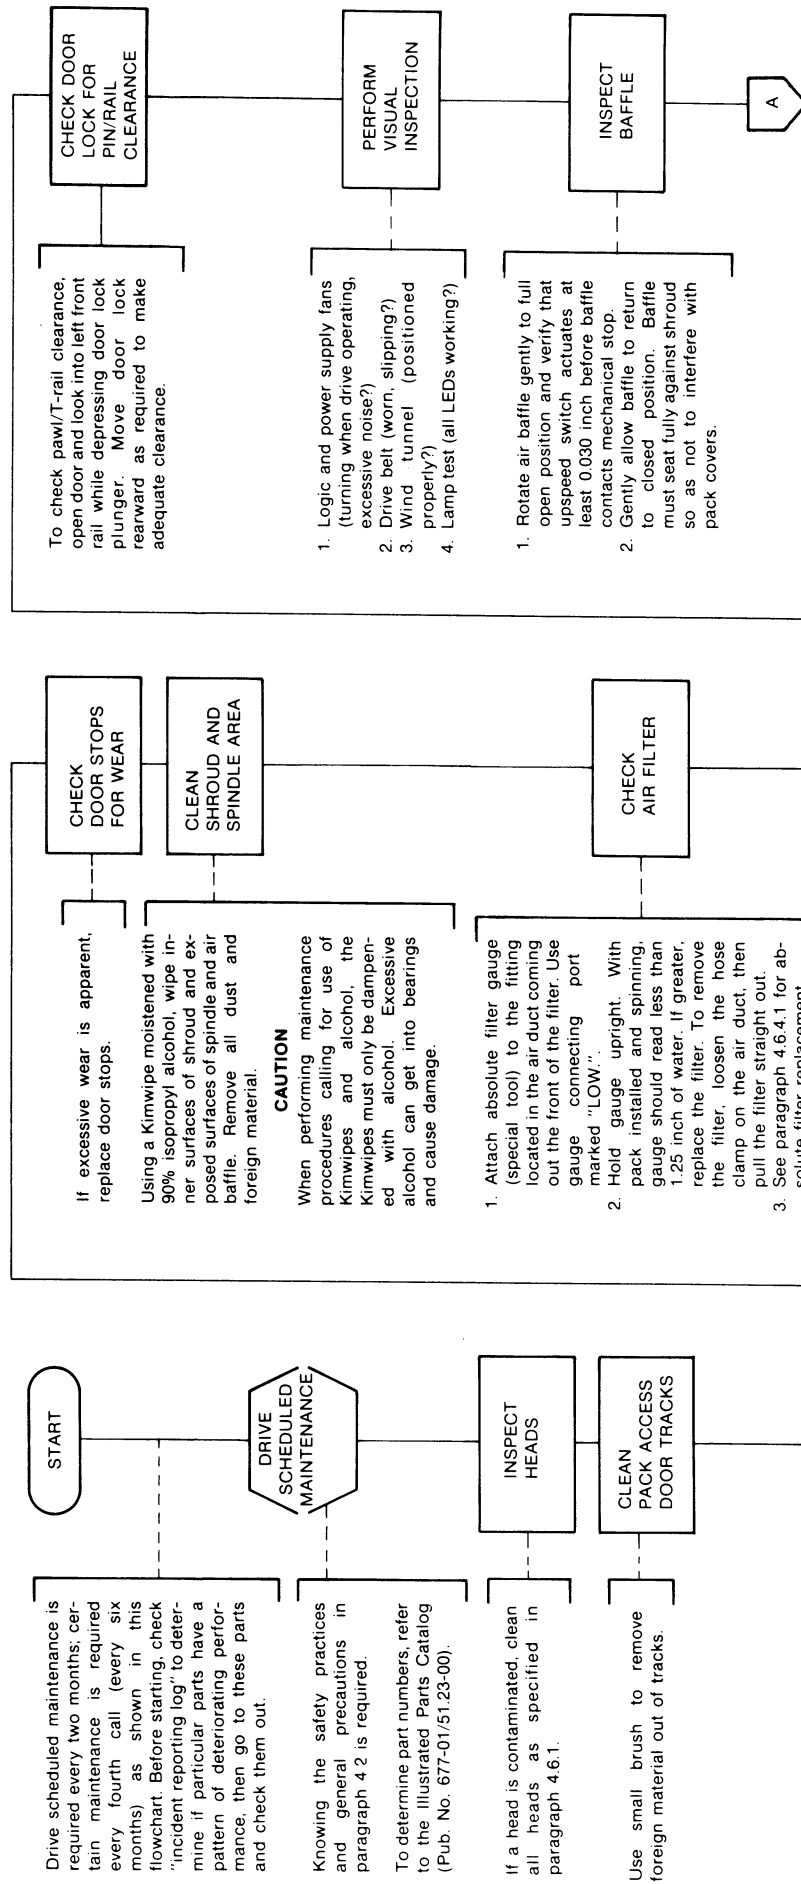 START
Drive scheduled maintenance is
required every two months; cer-
tain maintenance is required
every fourth call (every six
months) as shown in this
flowchart. Before starting, check
"incident reporting log" to deter-
mine if particular parts have a
pattern of deteriorating perfor-
mance, then go to these parts
and check them out.
DRIVE
SCHEDULED
MAINTENANCE
Knowing the safety practices
and general precautions in
paragraph 4.2 is required.
To determine part numbers, refer
to the Illustrated Parts Catalog
(Pub. No. 677-01/51.23-00).
INSPECT
HEADS
If a head is contaminated, clean
all heads as specified in
paragraph 4.6.1.
CLEAN
PACK ACCESS
DOOR TRACKS
Use small brush to remove
foreign material out of tracks.
CHECK
DOOR STOPS
FOR WEAR
If excessive wear is apparent,
replace door stops.
CLEAN
SHROUD AND
SPINDLE AREA
Using a Kimwipe moistened with
90% isopropyl alcohol, wipe in-
ner surfaces of shroud and ex-
posed surfaces of spindle and air
baffle. Remove all dust and
foreign material.
CAUTION
When performing maintenance
procedures calling for use of
Kimwipes and alcohol, the
Kimwipes must only be dampen-
ed with alcohol. Excessive
alcohol can get into bearings
and cause damage.
CHECK
AIR FILTER
1. Attach absolute filter gauge
(special tool) to the fitting
located in the air duct coming
out the front of the filter. Use
gauge connecting port
marked "LOW."
2. Hold gauge upright. With
pack installed and spinning,
gauge should read less than
1.25 inch of water. If greater,
replace the filter. To remove
the filter, loosen the hose
clamp on the air duct, then
pull the filter straight out.
3. See paragraph 4.6.4.1 for ab-
solute filter replacement
CHECK DOOR
LOCK FOR
PIN/RAIL
CLEARANCE
To check pawl/T-rail clearance,
open door and look into left front
rail while depressing door lock
plunger. Move door lock
rearward as required to make
adequate clearance.
PERFORM
VISUAL
INSPECTION
1. Logic and power supply fans
(turning when drive operating,
excessive noise?)
2. Drive belt (worn, slipping?)
3. Wind tunnel (positioned
properly?)
4. Lamp test (all LEDs working?)
INSPECT
BAFFLE
1. Rotate air baffle gently to full
open position and verify that
upspeed switch actuates at
least 0.030 inch before baffle
contacts mechanical stop.
2. Gently allow baffle to return
to closed position. Baffle
must seat fully against shroud
so as not to interfere with
pack covers.
A